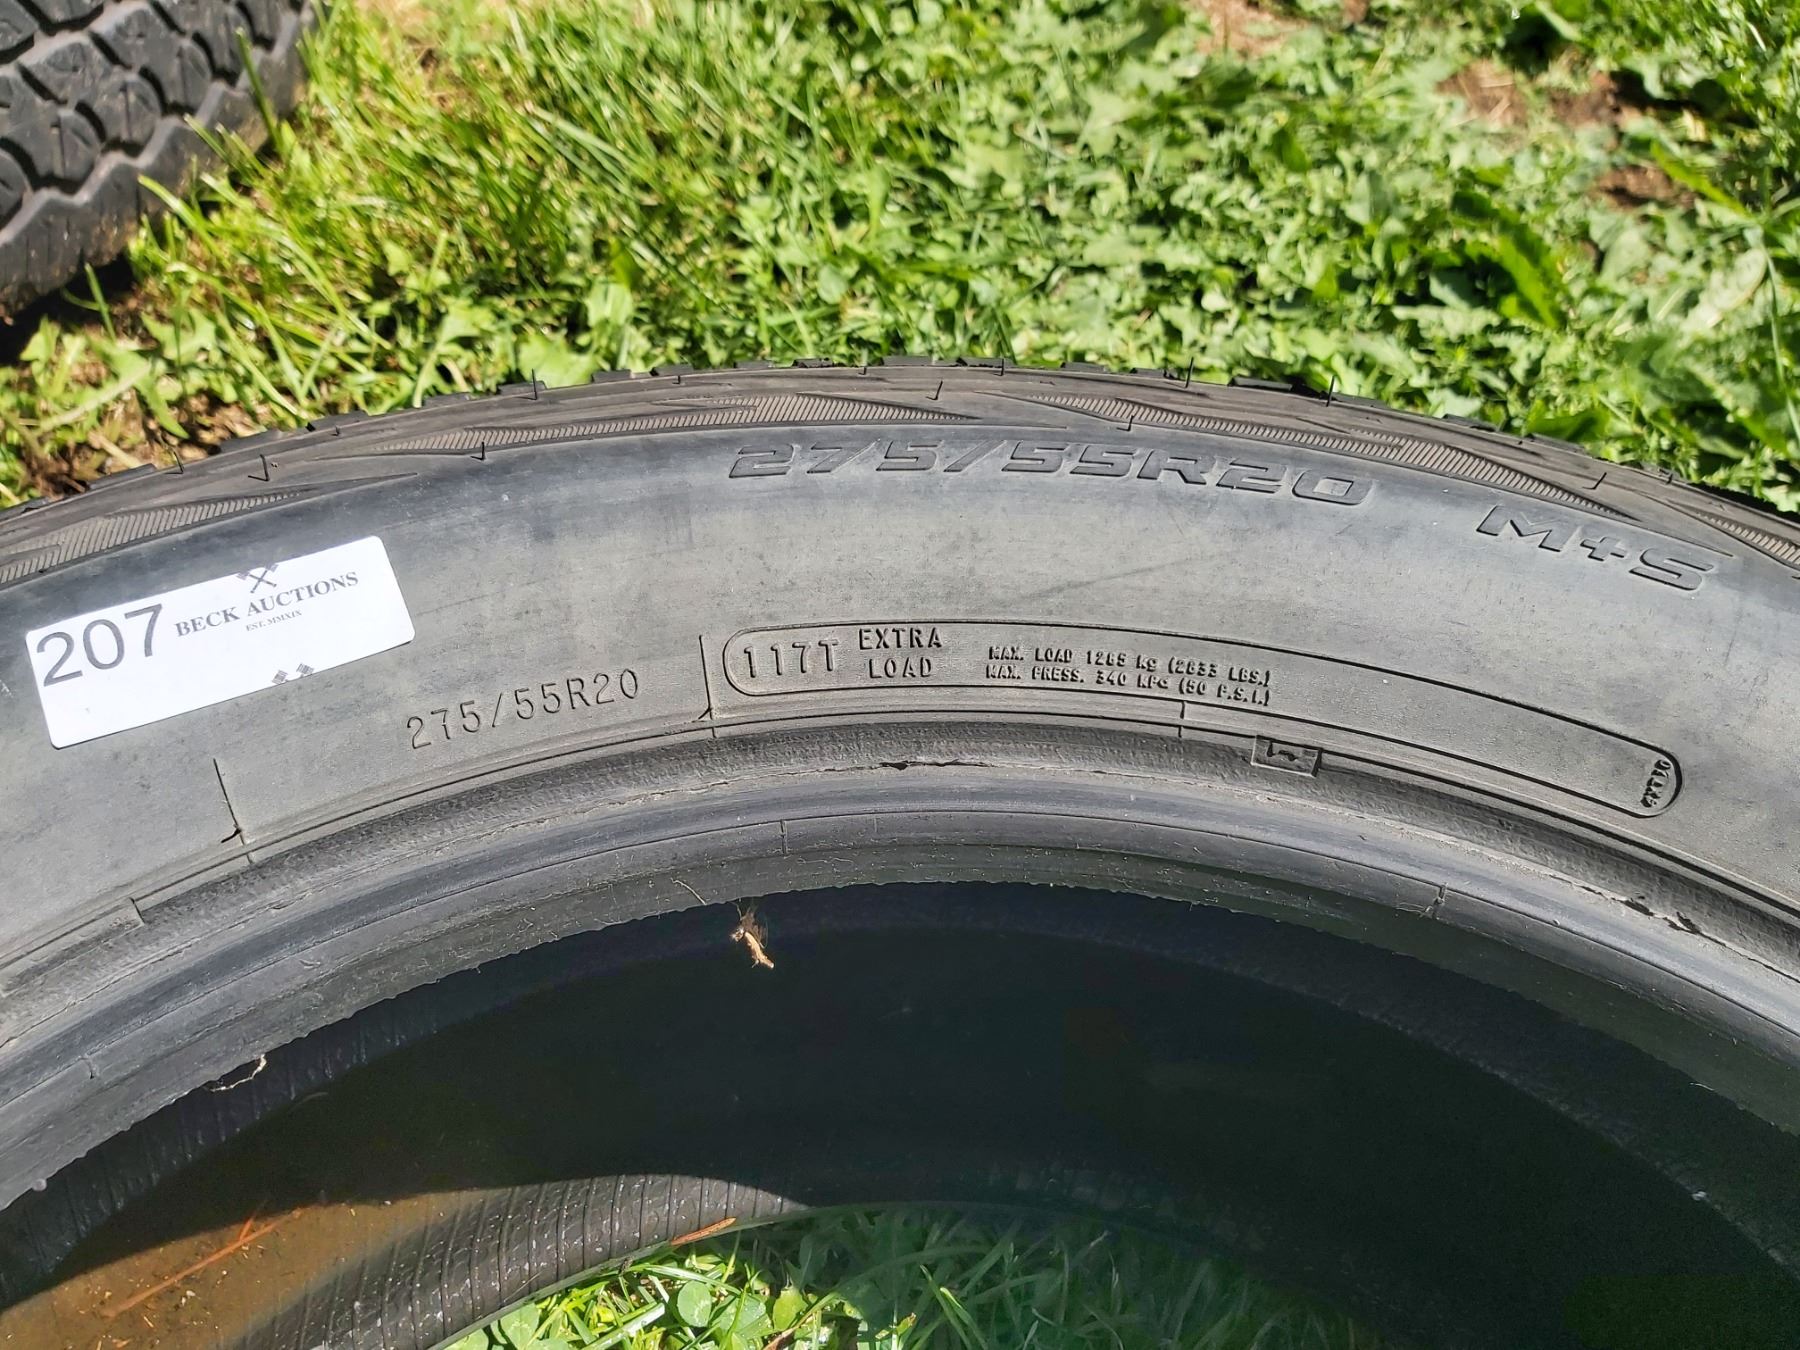 275/55R20 M+S
207 BECK AUCTIONS
EST. MMXIX
275/55R20
117T EXTRA LOAD
MAX. LOAD 1285 kg (2833 LBS.)
MAX. PRESS. 340 KPa (50 P.S.I.)